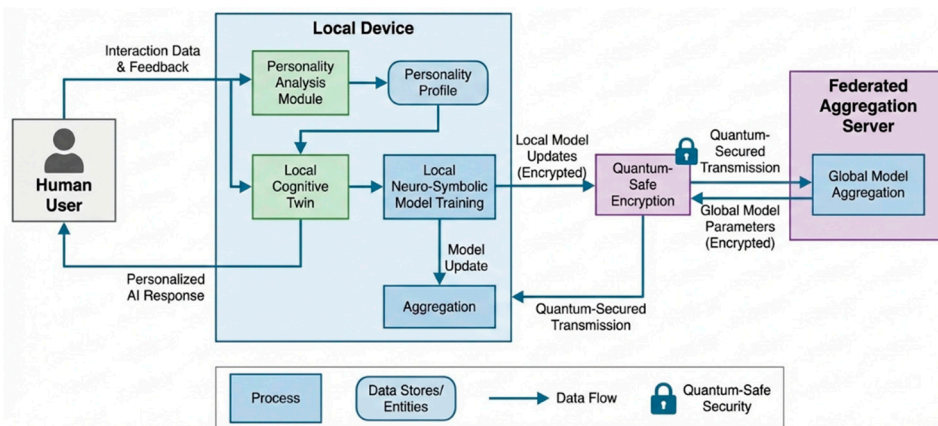 Local Device
Interaction Data
& Feedback
Personality
Analysis
Module
Personality
Profile
Federated
Aggregation
Server
Human
User
Local
Cognitive
Twin
Local
Neuro-Symbolic
Model Training
Local Model
Updates
(Encrypted)
Quantum-
Safe
Encryption
Quantum-
Secured
Transmission
Global Model
Aggregation
Global Model
Parameters
(Encrypted)
Personalized
AI Response
Model
Update
Aggregation
Quantum-Secured
Transmission
Process
Data Stores/
Entities
Data Flow
Quantum-Safe
Security